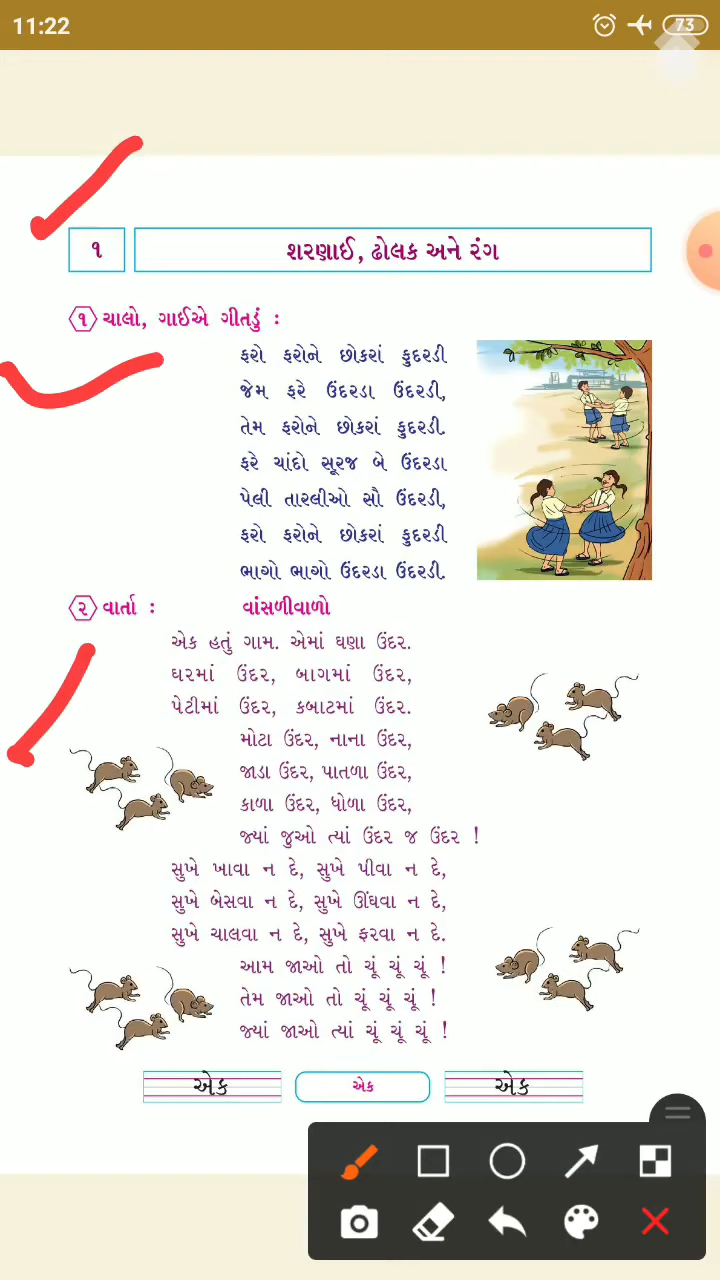 11:22
73
૧
શરણાઈ, ઢોલક અને રંગ
૧ ચાલો, ગાઈએ ગીતડું :
ફરો ફરોને છોકરાં ફુદરડી
જેમ ફરે ઉંદરડા ઉંદરડી,
તેમ ફરોને છોકરાં ફુદરડી.
ફરે ચાંદો સૂરજ બે ઉંદરડા
પેલી તારલીઓ સૌ ઉંદરડી,
ફરો ફરોને છોકરાં ફુદરડી
ભાગો ભાગો ઉંદરડા ઉંદરડી.
૨ વાર્તા : વાંસળીવાળો
એક હતું ગામ. એમાં ઘણા ઉંદર.
ઘરમાં ઉંદર, બાગમાં ઉંદર,
પેટીમાં ઉંદર, કબાટમાં ઉંદર.
મોટા ઉંદર, નાના ઉંદર,
જાડા ઉંદર, પાતળા ઉંદર,
કાળા ઉંદર, ધોળા ઉંદર,
જ્યાં જુઓ ત્યાં ઉંદર જ ઉંદર !
સુખે ખાવા ન દે, સુખે પીવા ન દે,
સુખે બેસવા ન દે, સુખે ઊંઘવા ન દે,
સુખે ચાલવા ન દે, સુખે ફરવા ન દે.
આમ જાઓ તો ચૂં ચૂં ચૂં !
તેમ જાઓ તો ચૂં ચૂં ચૂં !
જ્યાં જાઓ ત્યાં ચૂં ચૂં ચૂં !
એક એક એક